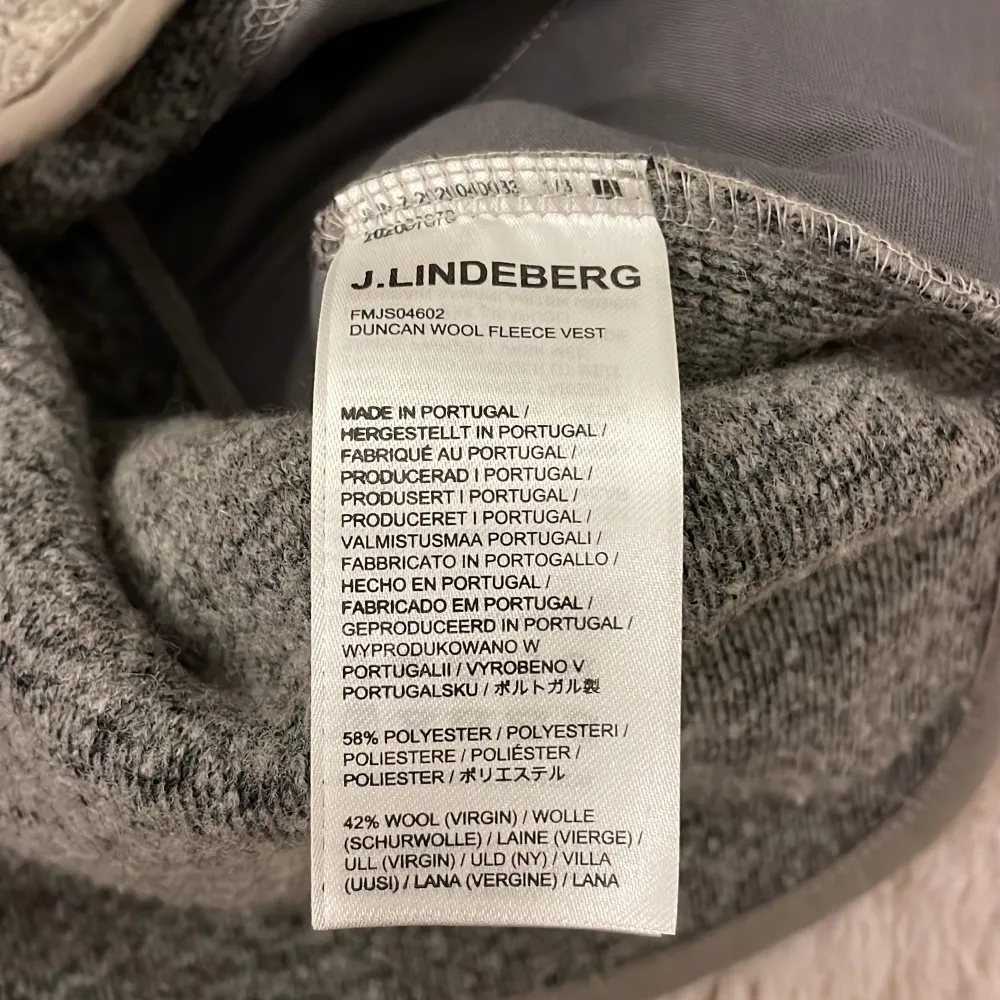 1/3
J.LINDEBERG
FMJS04602
DUNCAN WOOL FLEECE VEST
MADE IN PORTUGAL /
HERGESTELLT IN PORTUGAL /
FABRIQUÉ AU PORTUGAL /
PRODUCERAD I PORTUGAL /
PRODUSERT I PORTUGAL /
PRODUCERET I PORTUGAL /
VALMISTUSMAA PORTUGALI /
FABBRICATO IN PORTOGALLO /
HECHO EN PORTUGAL /
FABRICADO EM PORTUGAL /
GEPRODUCEERD IN PORTUGAL /
WYPRODUKOWANO W
PORTUGALII / VYROBENO V
PORTUGALSKU / ポルトガル製
58% POLYESTER / POLYESTERI /
POLIESTERE / POLIÉSTER /
POLIESTER / ポリエステル
42% WOOL (VIRGIN) / WOLLE
(SCHURWOLLE) / LAINE (VIERGE) /
ULL (VIRGIN) / ULD (NY) / VILLA
(UUSI) / LANA (VERGINE) / LANA